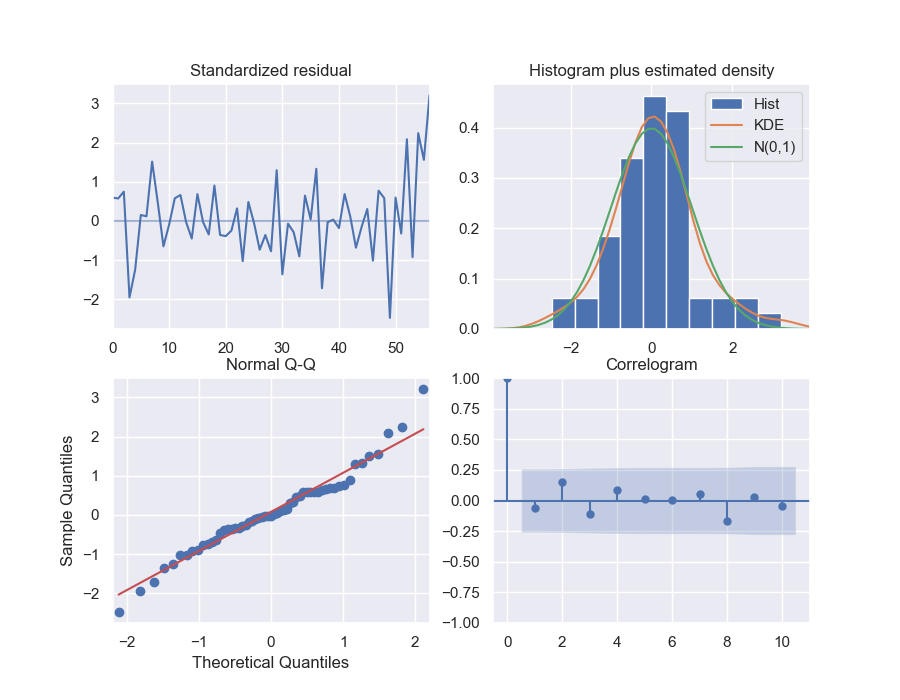 Standardized residual
3
2
1
0
−1
−2
0 10 20 30 40 50
Histogram plus estimated density
Hist
KDE
N(0,1)
0.4
0.3
0.2
0.1
0.0
−2 0 2
Normal Q-Q
Sample Quantiles
3
2
1
0
−1
−2
−2 −1 0 1 2
Theoretical Quantiles
Correlogram
1.00
0.75
0.50
0.25
0.00
−0.25
−0.50
−0.75
−1.00
0 2 4 6 8 10